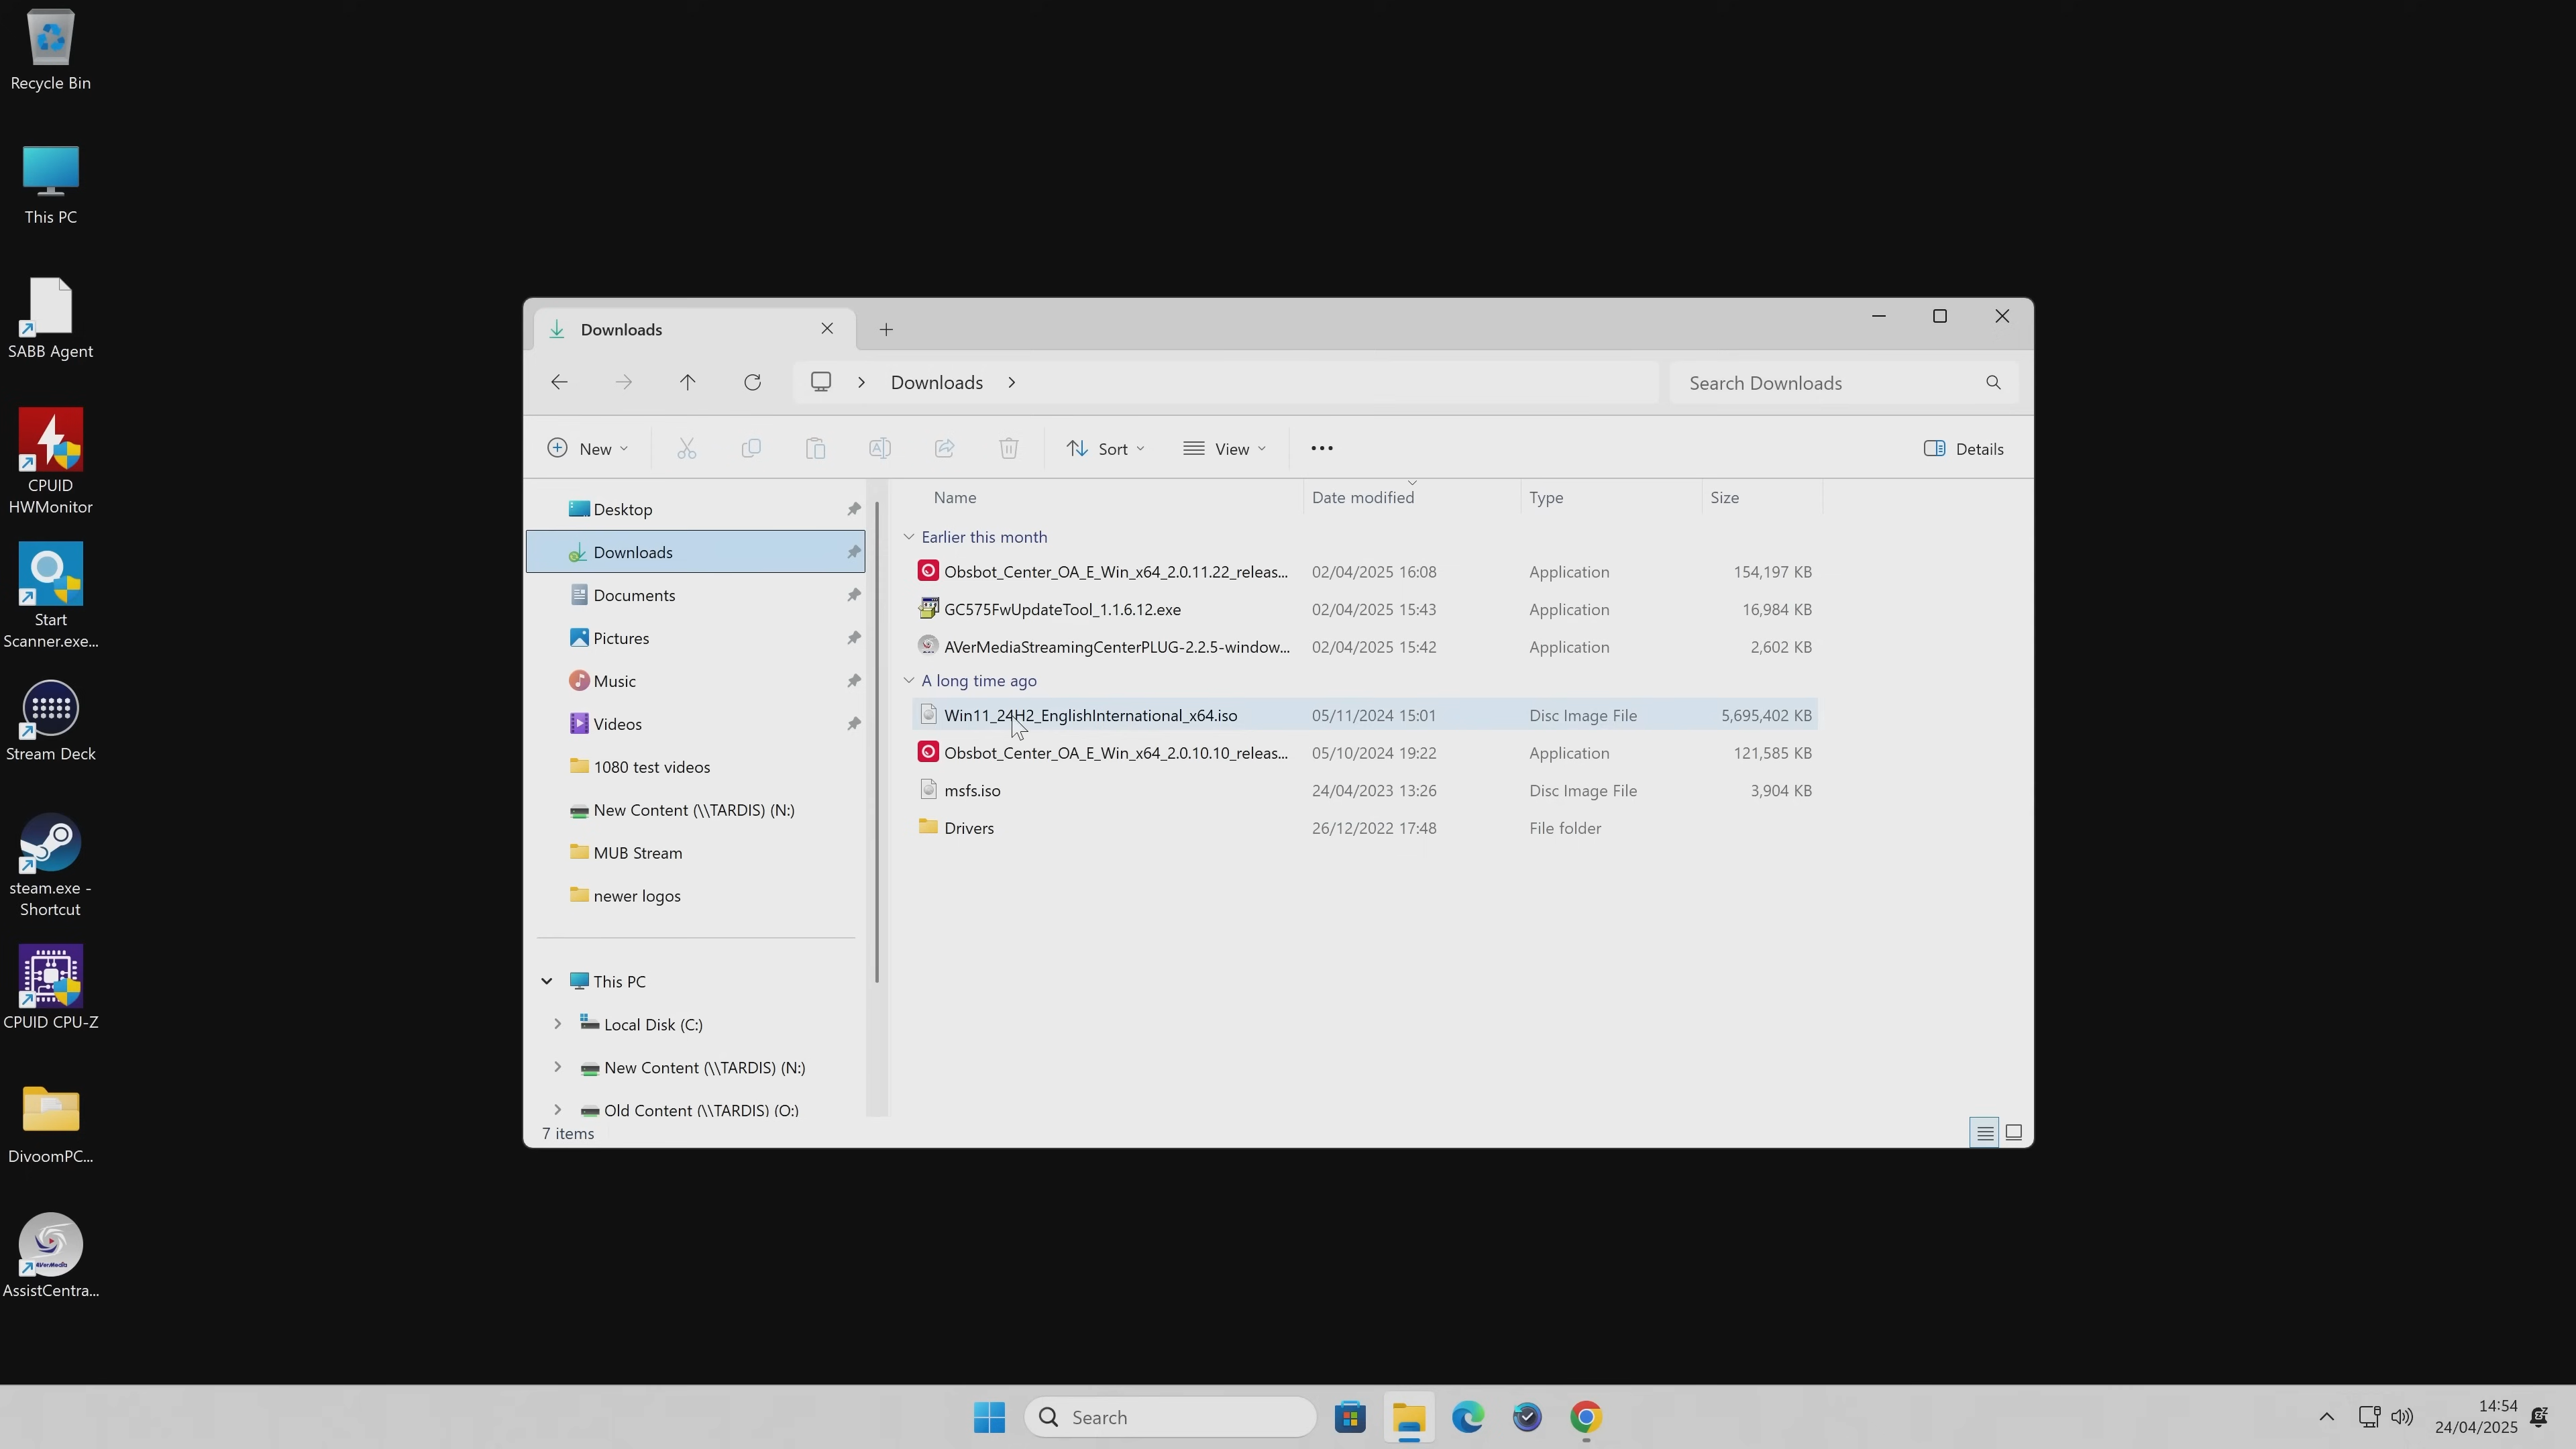 Recycle Bin
This PC
SABB Agent
CPUID
HWMonitor
Start
Scanner.exe...
Stream Deck
steam.exe -
Shortcut
CPUID CPU-Z
DivoomPC...
AVerMedia
AssistCentra...
Downloads
Downloads
Search Downloads
New
Sort
View
Details
Desktop
Downloads
Documents
Pictures
Music
Videos
1080 test videos
New Content (\\TARDIS) (N:)
MUB Stream
newer logos
This PC
Local Disk (C:)
New Content (\\TARDIS) (N:)
Old Content (\\TARDIS) (O:)
Name Date modified Type Size
Earlier this month
Obsbot_Center_OA_E_Win_x64_2.0.11.22_releas... 02/04/2025 16:08 Application 154,197 KB
GC575FwUpdateTool_1.1.6.12.exe 02/04/2025 15:43 Application 16,984 KB
AVerMediaStreamingCenterPLUG-2.2.5-window... 02/04/2025 15:42 Application 2,602 KB
A long time ago
Win11_24H2_EnglishInternational_x64.iso 05/11/2024 15:01 Disc Image File 5,695,402 KB
Obsbot_Center_OA_E_Win_x64_2.0.10.10_releas... 05/10/2024 19:22 Application 121,585 KB
msfs.iso 24/04/2023 13:26 Disc Image File 3,904 KB
Drivers 26/12/2022 17:48 File folder
7 items
Search
14:54
24/04/2025